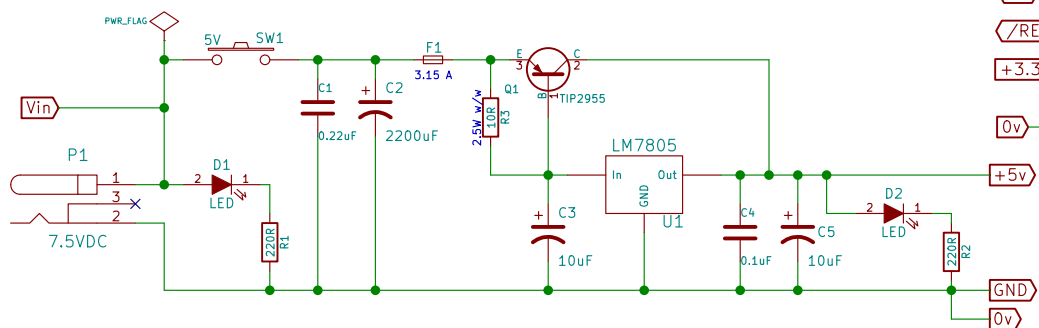 PWR_FLAG
5V
SW1
F1
3.15 A
E
C
3
2
Q1
B
1
TIP2955
/RE
+3.3
Vin
C1
0.22uF
+
C2
2200uF
2.5W w/w
10R
R3
0v
P1
1
3
2
7.5VDC
D1
2
1
LED
220R
R1
LM7805
In
Out
GND
U1
+
C3
10uF
C4
0.1uF
+
C5
10uF
+5v
D2
2
1
LED
220R
R2
GND
0v